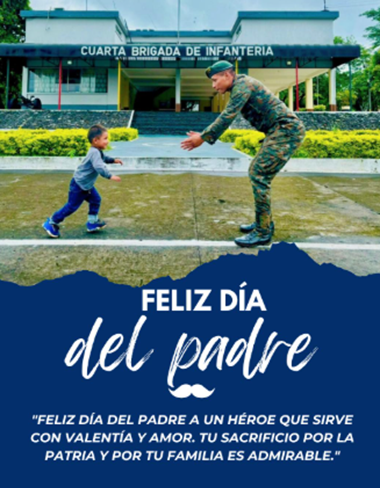 CUARTA BRIGADA DE INFANTERIA
FELIZ DÍA
del padre
"FELIZ DÍA DEL PADRE A UN HÉROE QUE SIRVE
CON VALENTÍA Y AMOR. TU SACRIFICIO POR LA
PATRIA Y POR TU FAMILIA ES ADMIRABLE."